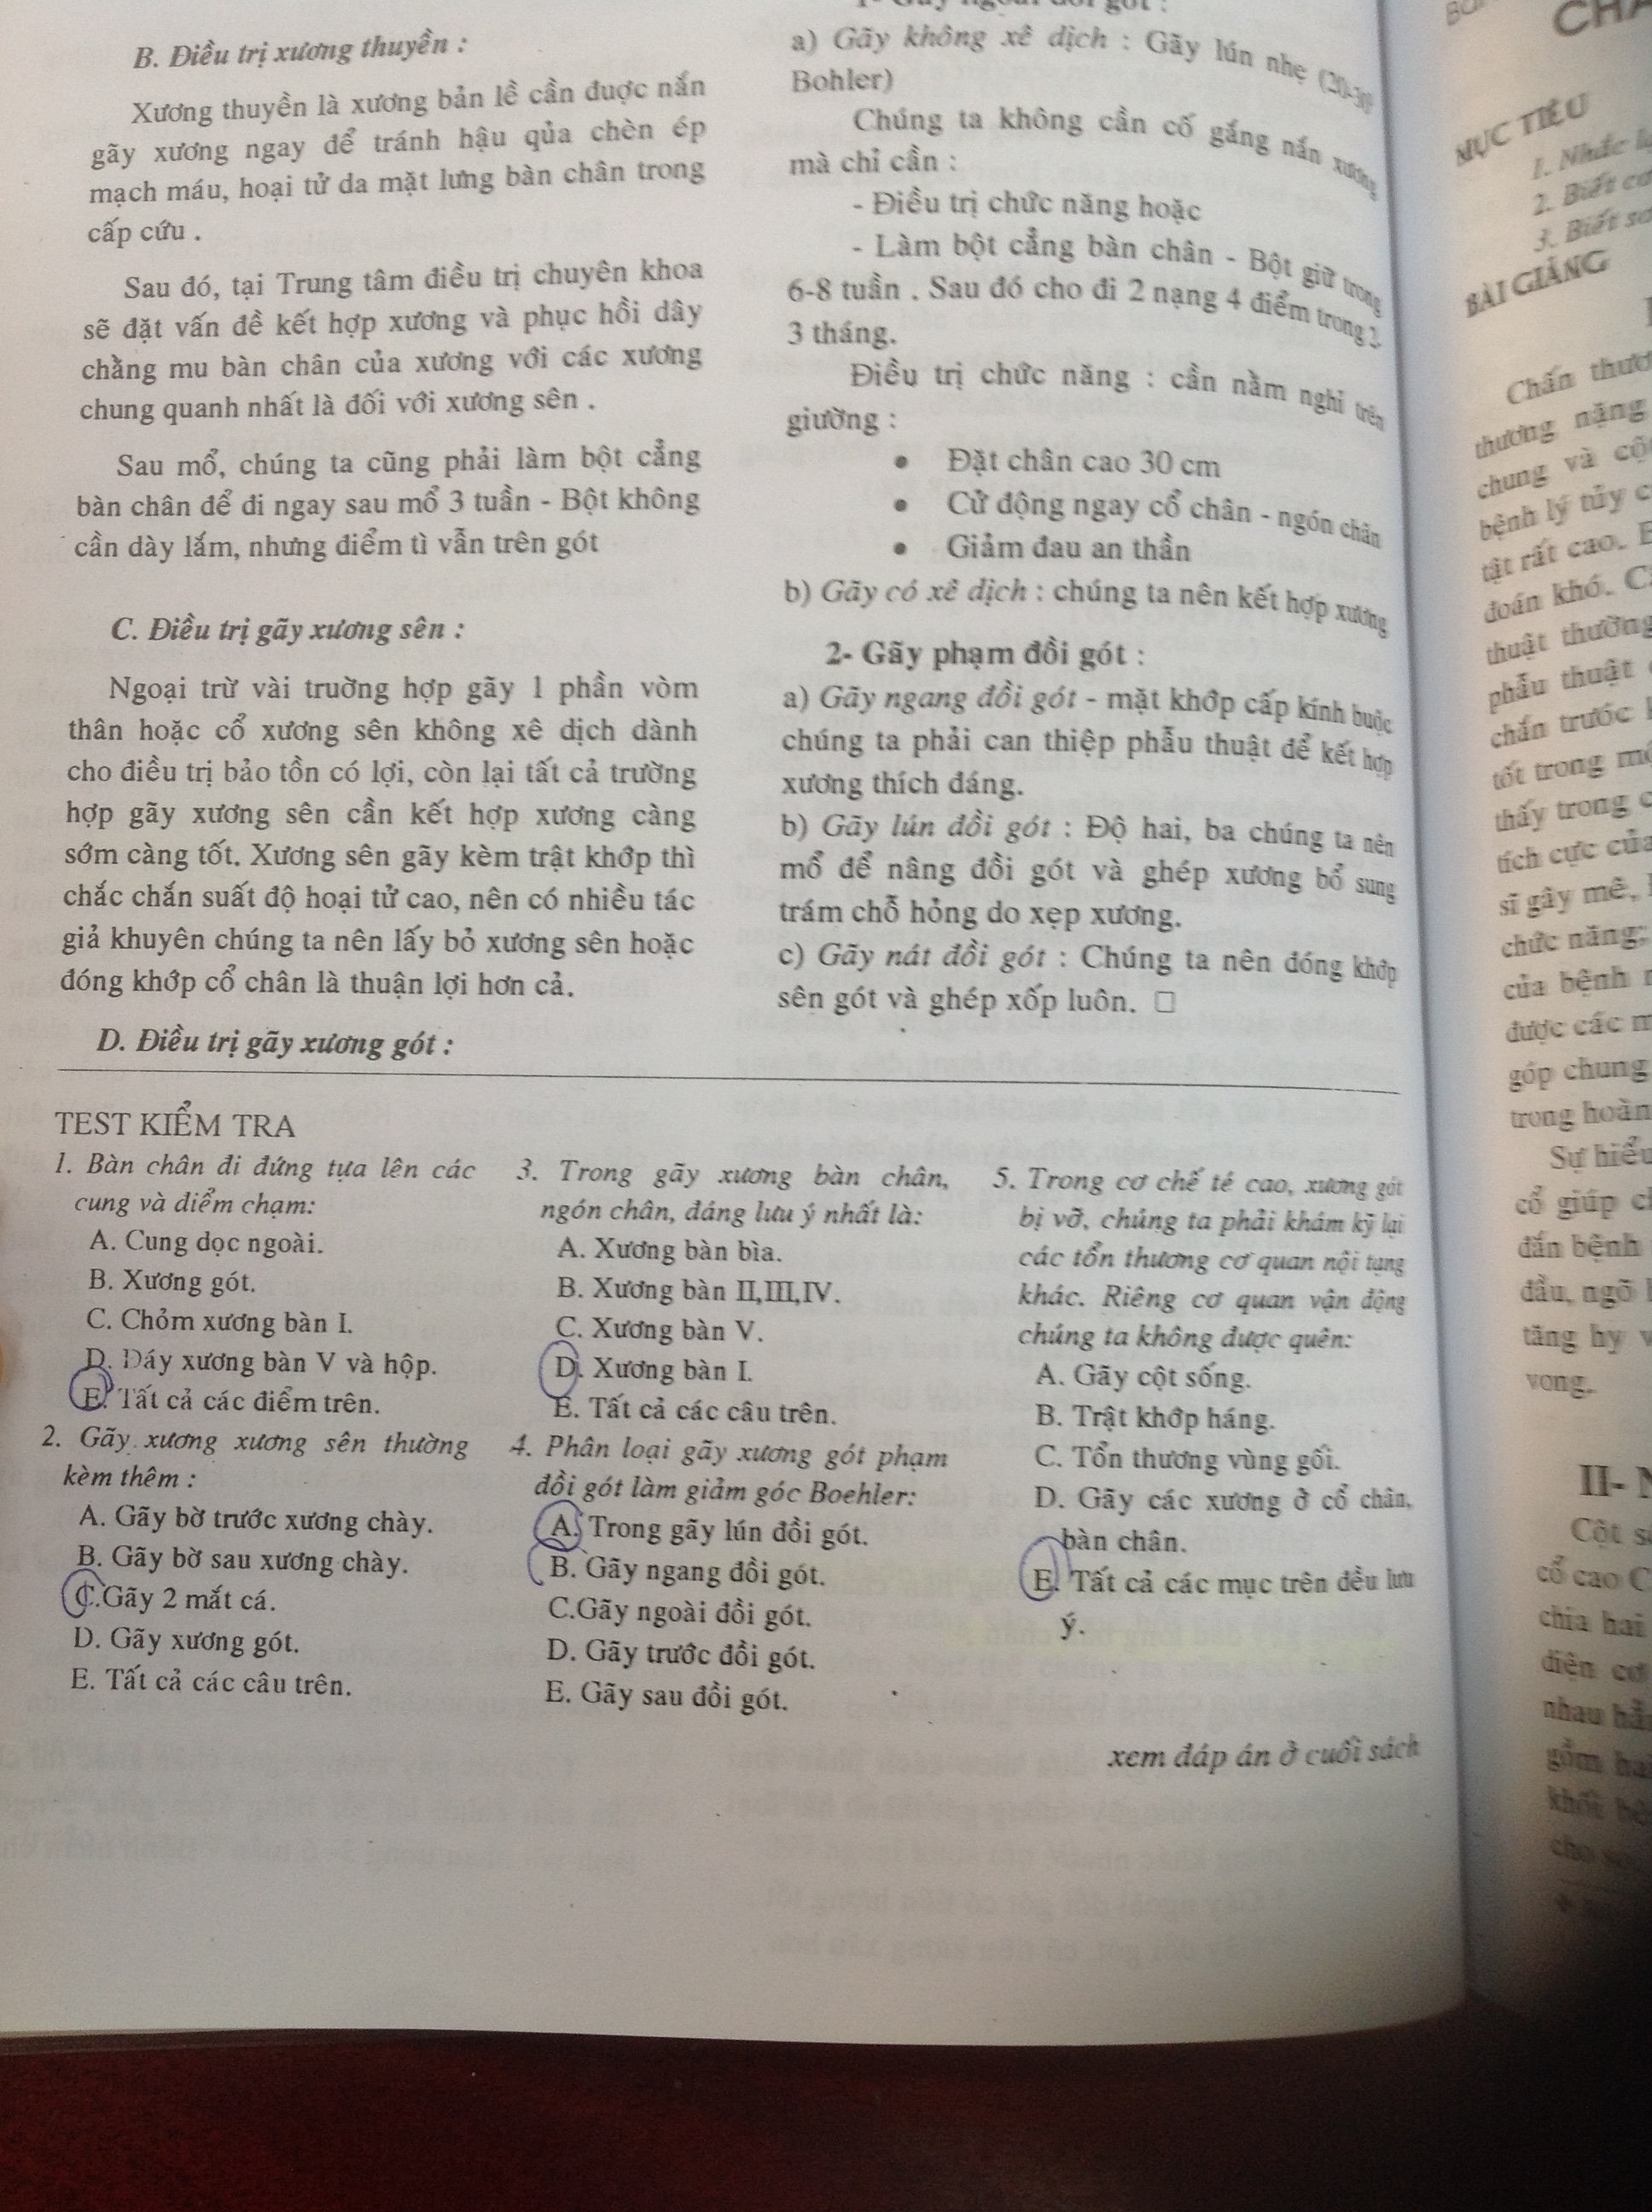 B. Điều trị xương thuyền :
Xương thuyền là xương bản lề cần đuợc nắn
gãy xương ngay để tránh hậu qủa chèn ép
mạch máu, hoại tử da mặt lưng bàn chân trong
cấp cứu .
Sau đó, tại Trung tâm điều trị chuyên khoa
sẽ đặt vấn đề kết hợp xương và phục hồi dây
chằng mu bàn chân của xương với các xương
chung quanh nhất là đối với xương sên .
Sau mổ, chúng ta cũng phải làm bột cẳng
bàn chân để đi ngay sau mổ 3 tuần - Bột không
cần dày lắm, nhưng điểm tì vẫn trên gót
C. Điều trị gãy xương sên :
Ngoại trừ vài truờng hợp gãy 1 phần vòm
thân hoặc cổ xương sên không xê dịch dành
cho điều trị bảo tồn có lợi, còn lại tất cả trường
hợp gãy xương sên cần kết hợp xương càng
sớm càng tốt. Xương sên gãy kèm trật khớp thì
chắc chắn suất độ hoại tử cao, nên có nhiều tác
giả khuyên chúng ta nên lấy bỏ xương sên hoặc
đóng khớp cổ chân là thuận lợi hơn cả.
D. Điều trị gãy xương gót :
a) Gãy không xê dịch : Gãy lún nhẹ (20-30°
Bohler)
Chúng ta không cần cố gắng nắn xương
mà chỉ cần :
- Điều trị chức năng hoặc
- Làm bột cẳng bàn chân - Bột giữ trong
6-8 tuần . Sau đó cho đi 2 nạng 4 điểm trong 2-
3 tháng.
Điều trị chức năng : cần nằm nghỉ trên
giường :
• Đặt chân cao 30 cm
• Cử động ngay cổ chân - ngón chân
• Giảm đau an thần
b) Gãy có xê dịch : chúng ta nên kết hợp xương
2- Gãy phạm đồi gót :
a) Gãy ngang đồi gót - mặt khớp cấp kính buộc
chúng ta phải can thiệp phẫu thuật để kết hợp
xương thích đáng.
b) Gãy lún đồi gót : Độ hai, ba chúng ta nên
mổ để nâng đồi gót và ghép xương bổ sung
trám chỗ hỏng do xẹp xương.
c) Gãy nát đồi gót : Chúng ta nên đóng khớp
sên gót và ghép xốp luôn. □
TEST KIỂM TRA
1. Bàn chân đi đứng tựa lên các
cung và điểm chạm:
A. Cung dọc ngoài.
B. Xương gót.
C. Chỏm xương bàn I.
D. Đáy xương bàn V và hộp.
E. Tất cả các điểm trên.
2. Gãy xương xương sên thường
kèm thêm :
A. Gãy bờ trước xương chày.
B. Gãy bờ sau xương chày.
C.Gãy 2 mắt cá.
D. Gãy xương gót.
E. Tất cả các câu trên.
3. Trong gãy xương bàn chân,
ngón chân, đáng lưu ý nhất là:
A. Xương bàn bìa.
B. Xương bàn II,III,IV.
C. Xương bàn V.
D. Xương bàn I.
E. Tất cả các câu trên.
4. Phân loại gãy xương gót phạm
đồi gót làm giảm góc Boehler:
A. Trong gãy lún đồi gót.
B. Gãy ngang đồi gót.
C.Gãy ngoài đồi gót.
D. Gãy trước đồi gót.
E. Gãy sau đồi gót.
5. Trong cơ chế té cao, xương gót
bị vỡ, chúng ta phải khám kỹ lại
các tổn thương cơ quan nội tạng
khác. Riêng cơ quan vận động
chúng ta không được quên:
A. Gãy cột sống.
B. Trật khớp háng.
C. Tổn thương vùng gối.
D. Gãy các xương ở cổ chân,
bàn chân.
E. Tất cả các mục trên đều lưu
ý.
xem đáp án ở cuối sách
MỤC TIÊU
1. Nhắc
2. Biết
3. Biết
BÀI GIẢNG
Chấn
thương nặng
chung và
bệnh lý tủy
tật rất cao.
đoán khó.
thuật thường
phẫu thuật
chắn trước
tốt trong
thấy trong
tích cực của
sĩ gây mê,
chức năng;
của bệnh
được các
góp chung
trong hoàn
Sự hiểu
cổ giúp
đắn bệnh
đầu, ngõ
tăng hy
vong.
II-
Cột
cổ cao
chia hai
diện cơ
nhau
gồm
khối
cho